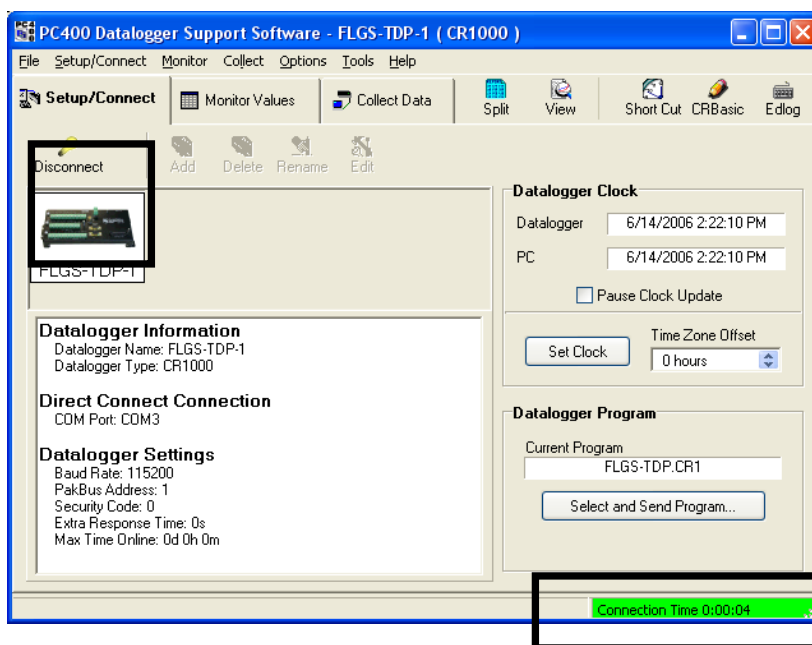 PC400 Datalogger Support Software - FLGS-TDP-1 ( CR1000 )
File Setup/Connect Monitor Collect Options Tools Help
Setup/Connect Monitor Values Collect Data Split View Short Cut CRBasic Edlog
Disconnect Add Delete Rename Edit
FLGS-TDP-1
Datalogger Information
Datalogger Name: FLGS-TDP-1
Datalogger Type: CR1000
Direct Connect Connection
COM Port: COM3
Datalogger Settings
Baud Rate: 115200
PakBus Address: 1
Security Code: 0
Extra Response Time: 0s
Max Time Online: 0d 0h 0m
Datalogger Clock
Datalogger 6/14/2006 2:22:10 PM
PC 6/14/2006 2:22:10 PM
Pause Clock Update
Time Zone Offset
Set Clock 0 hours
Datalogger Program
Current Program
FLGS-TDP.CR1
Select and Send Program...
Connection Time 0:00:04